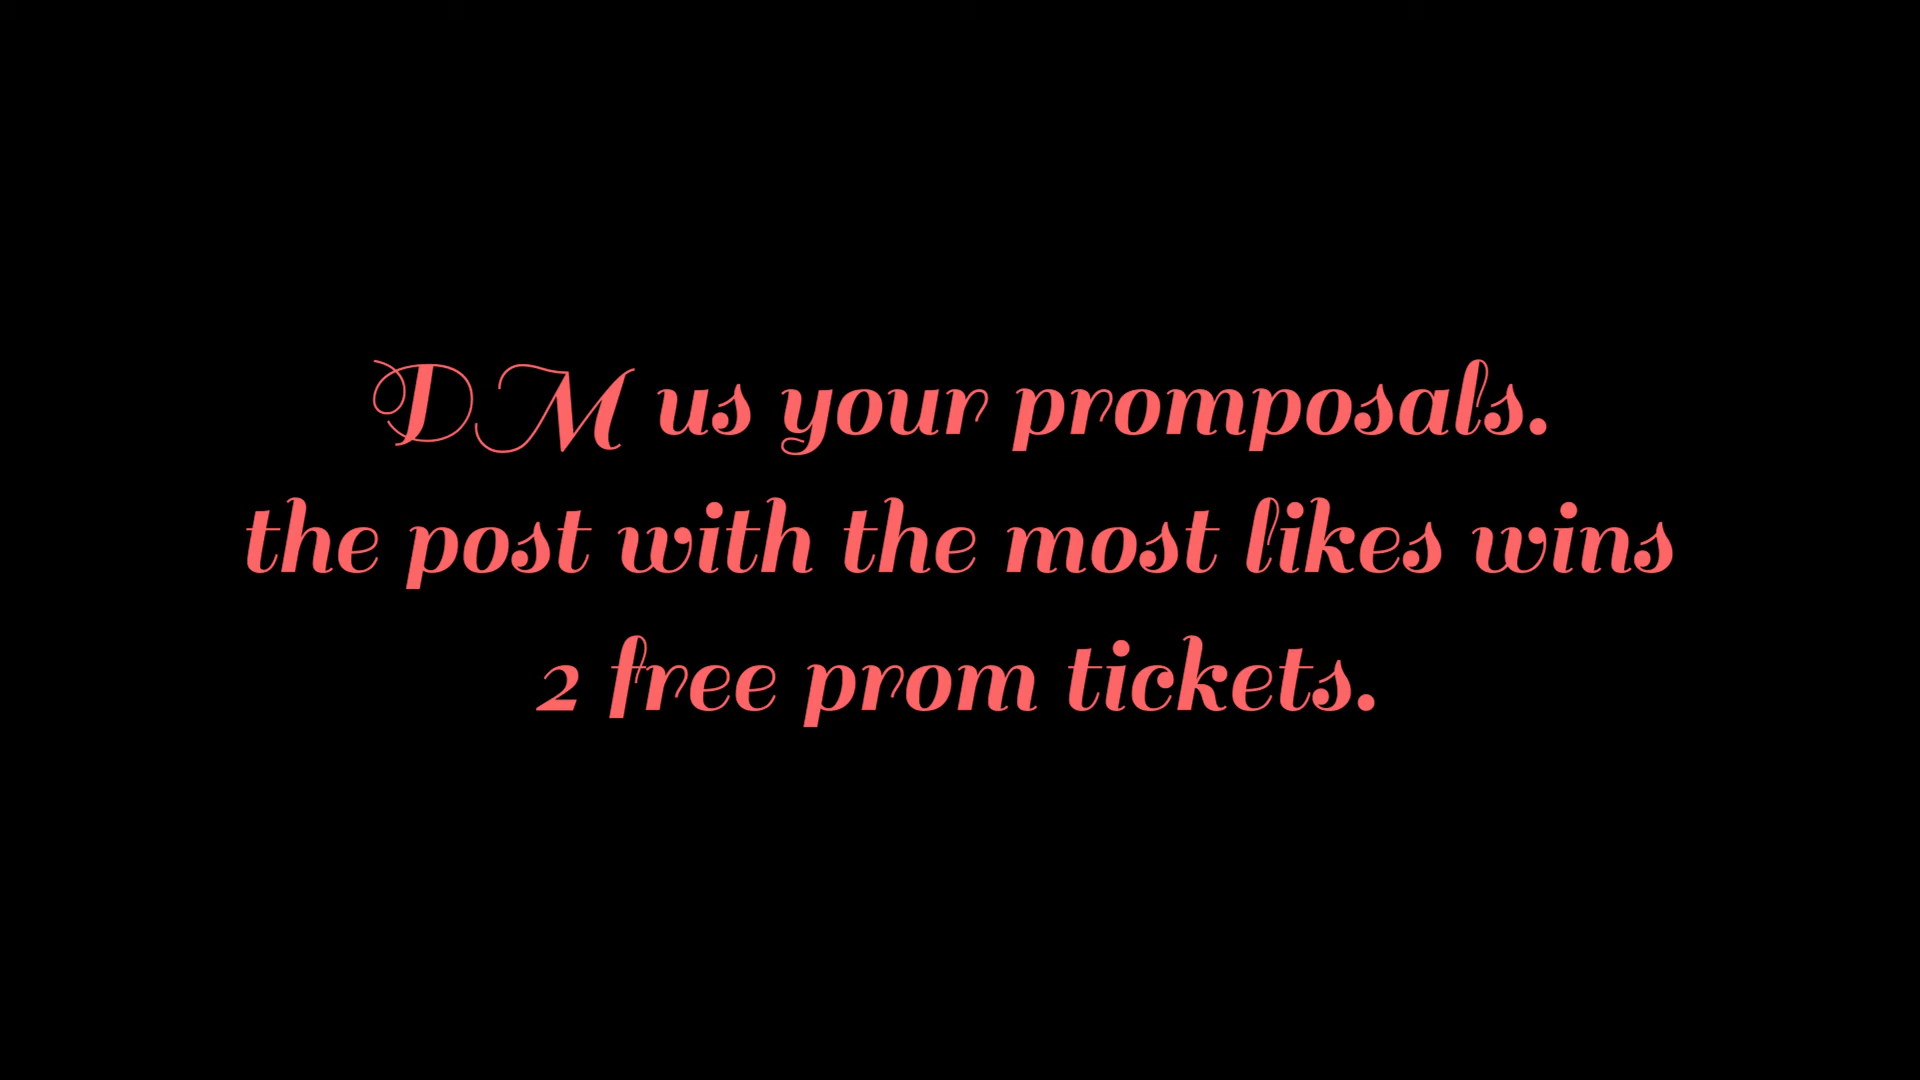 DM us your promposals.
the post with the most likes wins
2 free prom tickets.